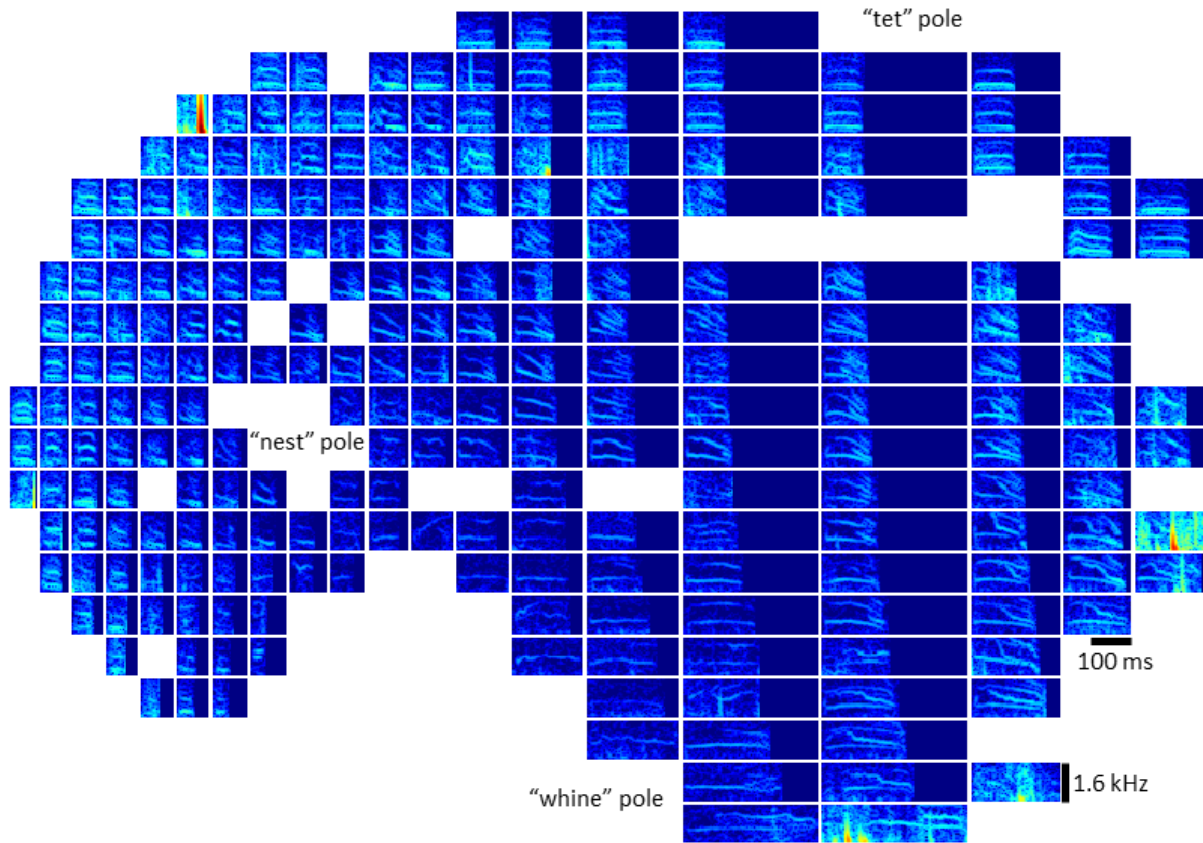 “tet” pole
“nest” pole
100 ms
“whine” pole
1.6 kHz